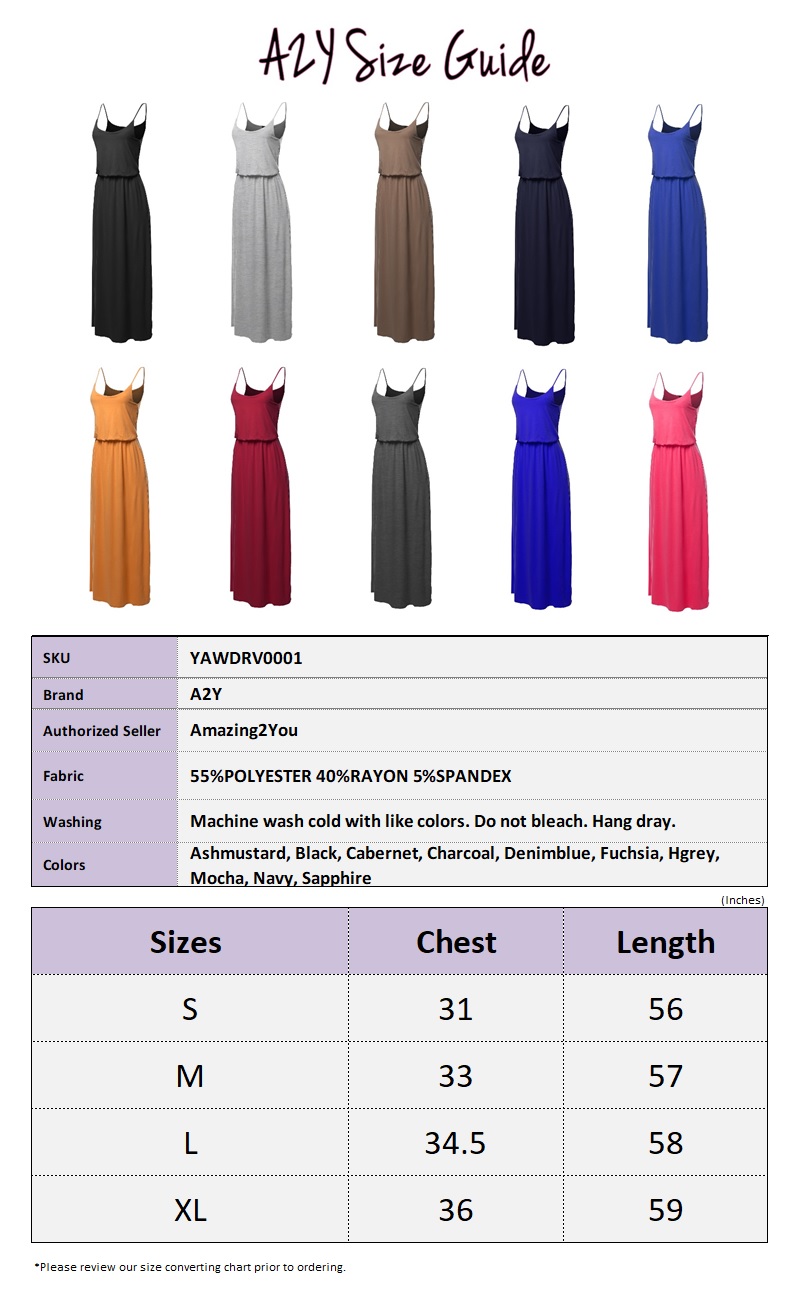 A2Y Size Guide
SKU YAWDRV0001
Brand A2Y
Authorized Seller Amazing2You
Fabric 55%POLYESTER 40%RAYON 5%SPANDEX
Washing Machine wash cold with like colors. Do not bleach. Hang dray.
Colors Ashmustard, Black, Cabernet, Charcoal, Denimblue, Fuchsia, Hgrey,
Mocha, Navy, Sapphire
(Inches)
Sizes Chest Length
S 31 56
M 33 57
L 34.5 58
XL 36 59
*Please review our size converting chart prior to ordering.